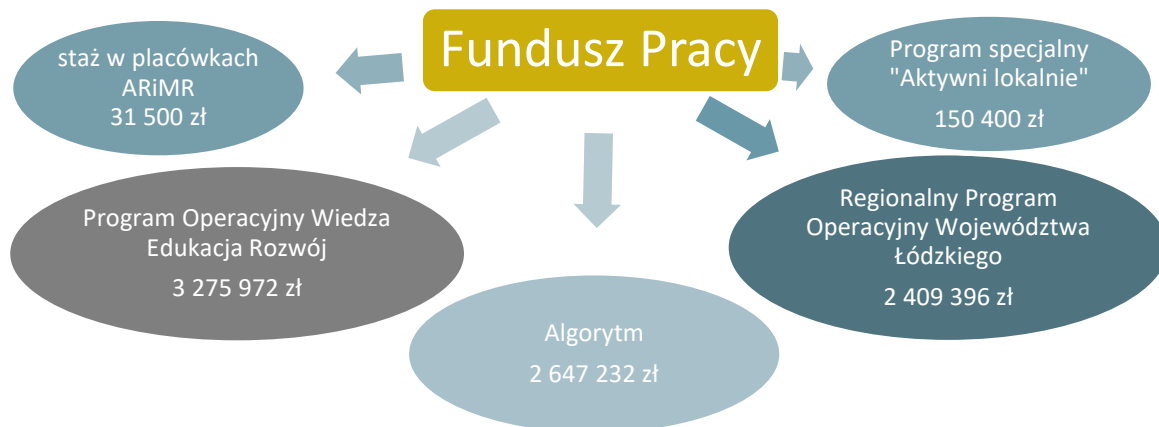 Fundusz Pracy
staż w placówkach
ARiMR
31 500 zł
Program specjalny
"Aktywni lokalnie"
150 400 zł
Program Operacyjny Wiedza
Edukacja Rozwój
3 275 972 zł
Regionalny Program
Operacyjny Województwa
Łódzkiego
2 409 396 zł
Algorytm
2 647 232 zł